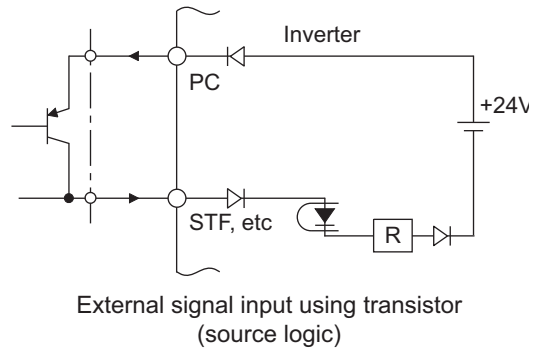 Inverter
PC
+24V
STF, etc
R
External signal input using transistor
(source logic)